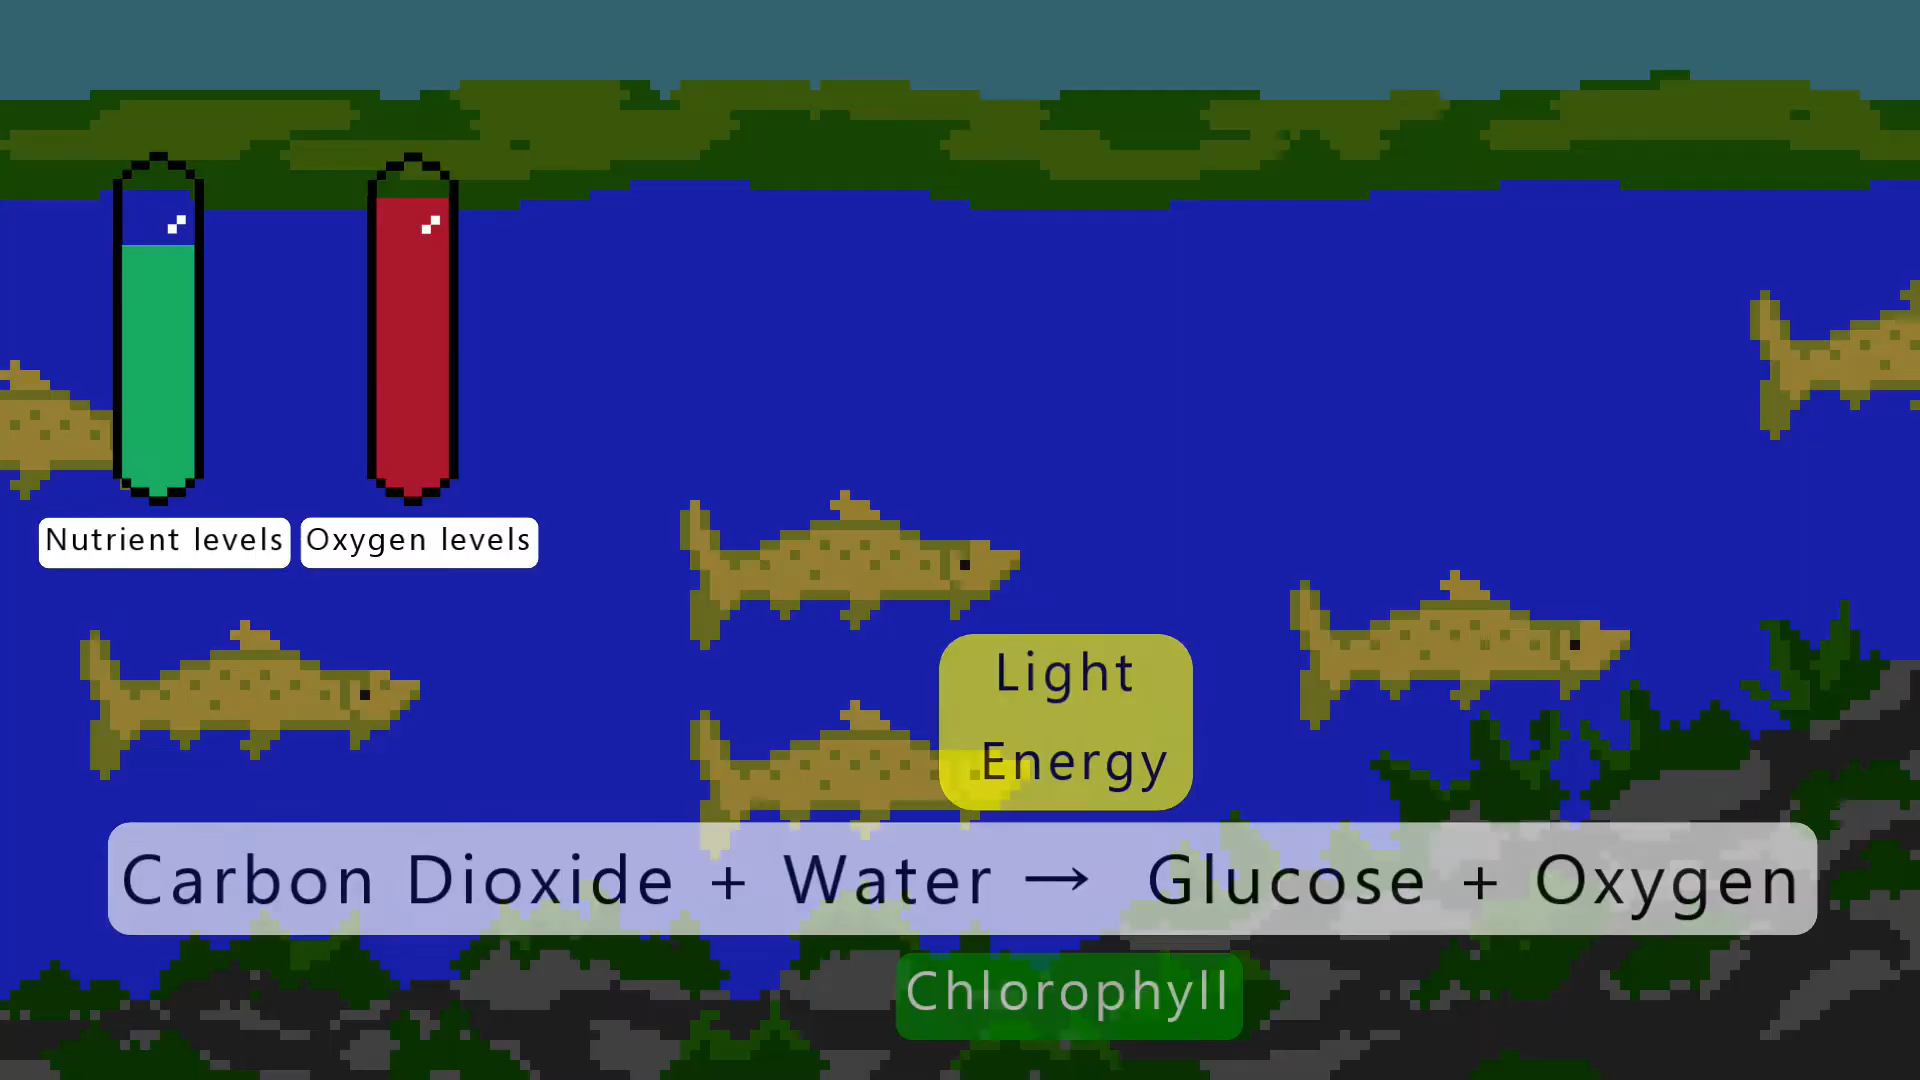 Nutrient levels
Oxygen levels
Light
Energy
Carbon Dioxide + Water → Glucose + Oxygen
Chlorophyll